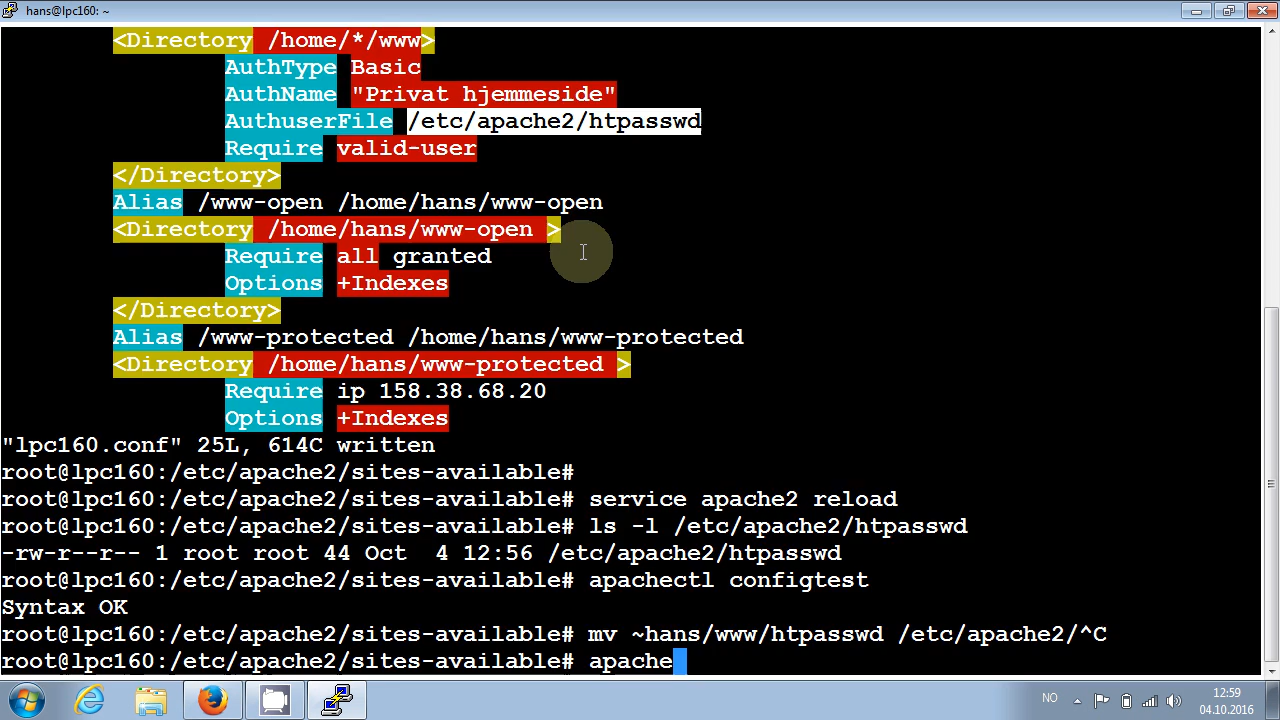 hans@lpc160: ~
<Directory /home/*/www>
AuthType Basic
AuthName "Privat hjemmeside"
AuthuserFile /etc/apache2/htpasswd
Require valid-user
</Directory>
Alias /www-open /home/hans/www-open
<Directory /home/hans/www-open >
Require all granted
Options +Indexes
</Directory>
Alias /www-protected /home/hans/www-protected
<Directory /home/hans/www-protected >
Require ip 158.38.68.20
Options +Indexes
"lpc160.conf" 25L, 614C written
root@lpc160:/etc/apache2/sites-available#
root@lpc160:/etc/apache2/sites-available# service apache2 reload
root@lpc160:/etc/apache2/sites-available# ls -l /etc/apache2/htpasswd
-rw-r--r-- 1 root root 44 Oct  4 12:56 /etc/apache2/htpasswd
root@lpc160:/etc/apache2/sites-available# apachectl configtest
Syntax OK
root@lpc160:/etc/apache2/sites-available# mv ~hans/www/htpasswd /etc/apache2/^C
root@lpc160:/etc/apache2/sites-available# apache
NO
12:59
04.10.2016